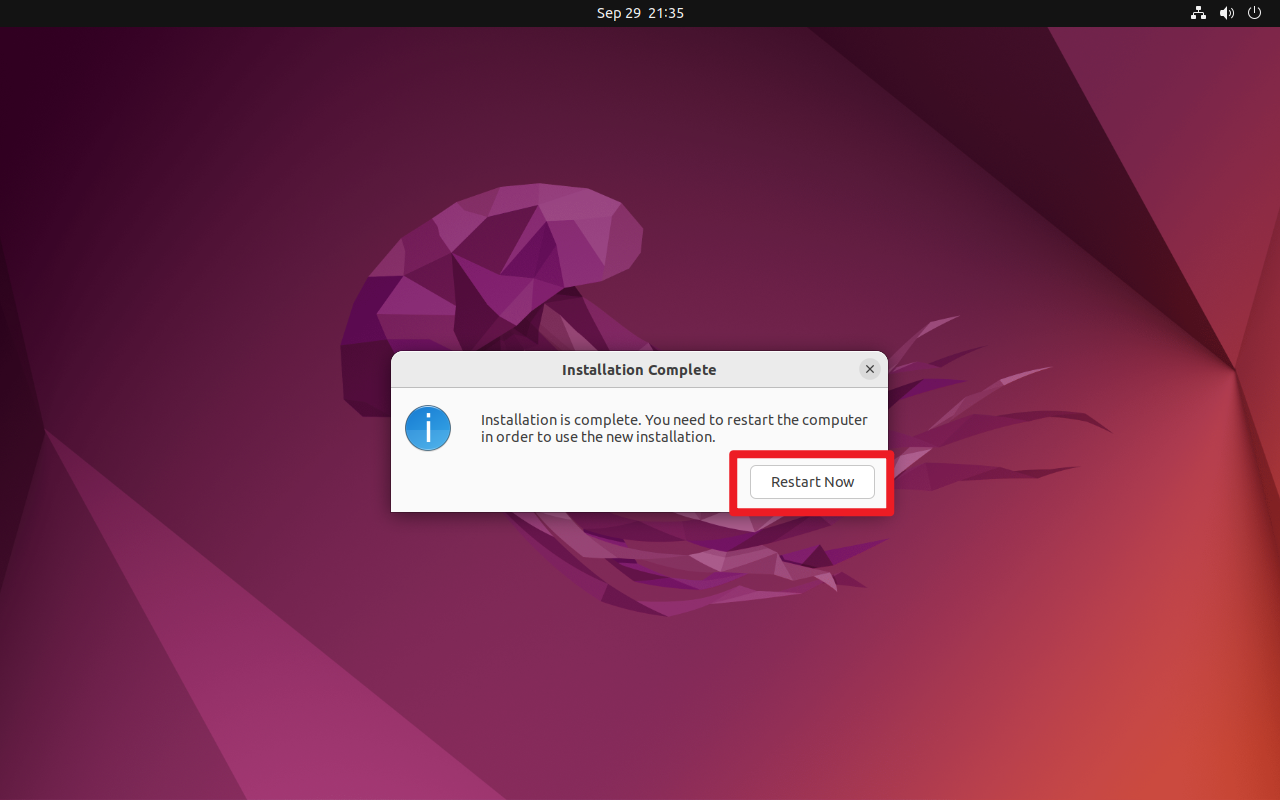 Sep 29 21:35
Installation Complete
Installation is complete. You need to restart the computer
in order to use the new installation.
Restart Now